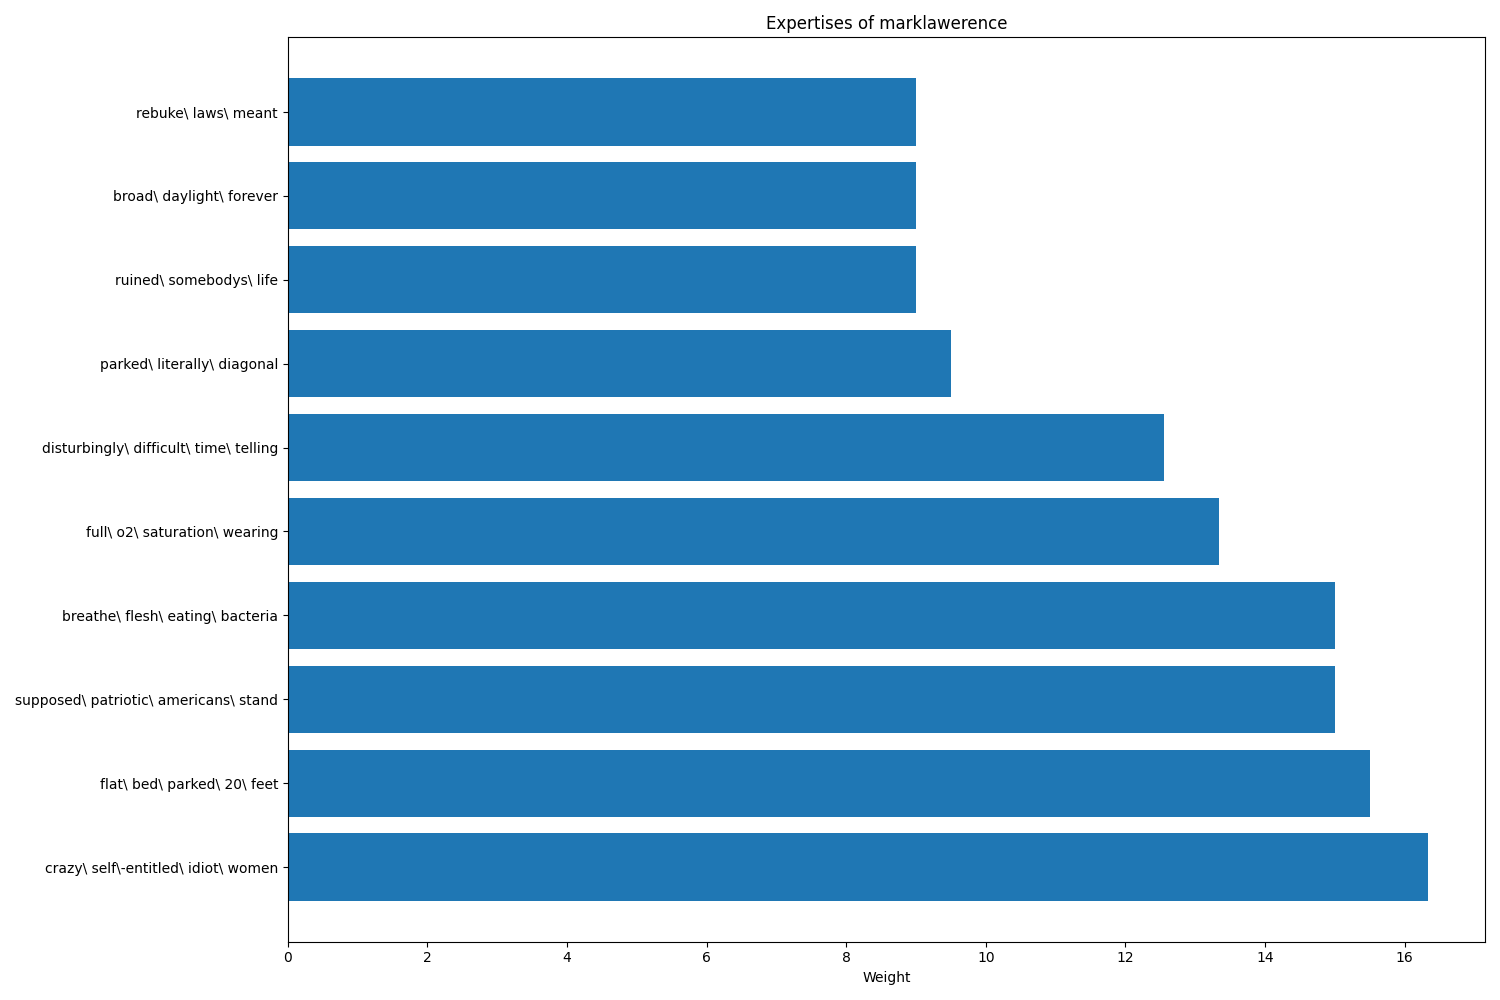 Expertises of marklawerence
rebuke\ laws\ meant
broad\ daylight\ forever
ruined\ somebodys\ life
parked\ literally\ diagonal
disturbingly\ difficult\ time\ telling
full\ o2\ saturation\ wearing
breathe\ flesh\ eating\ bacteria
supposed\ patriotic\ americans\ stand
flat\ bed\ parked\ 20\ feet
crazy\ self\-entitled\ idiot\ women
0 2 4 6 8 10 12 14 16
Weight